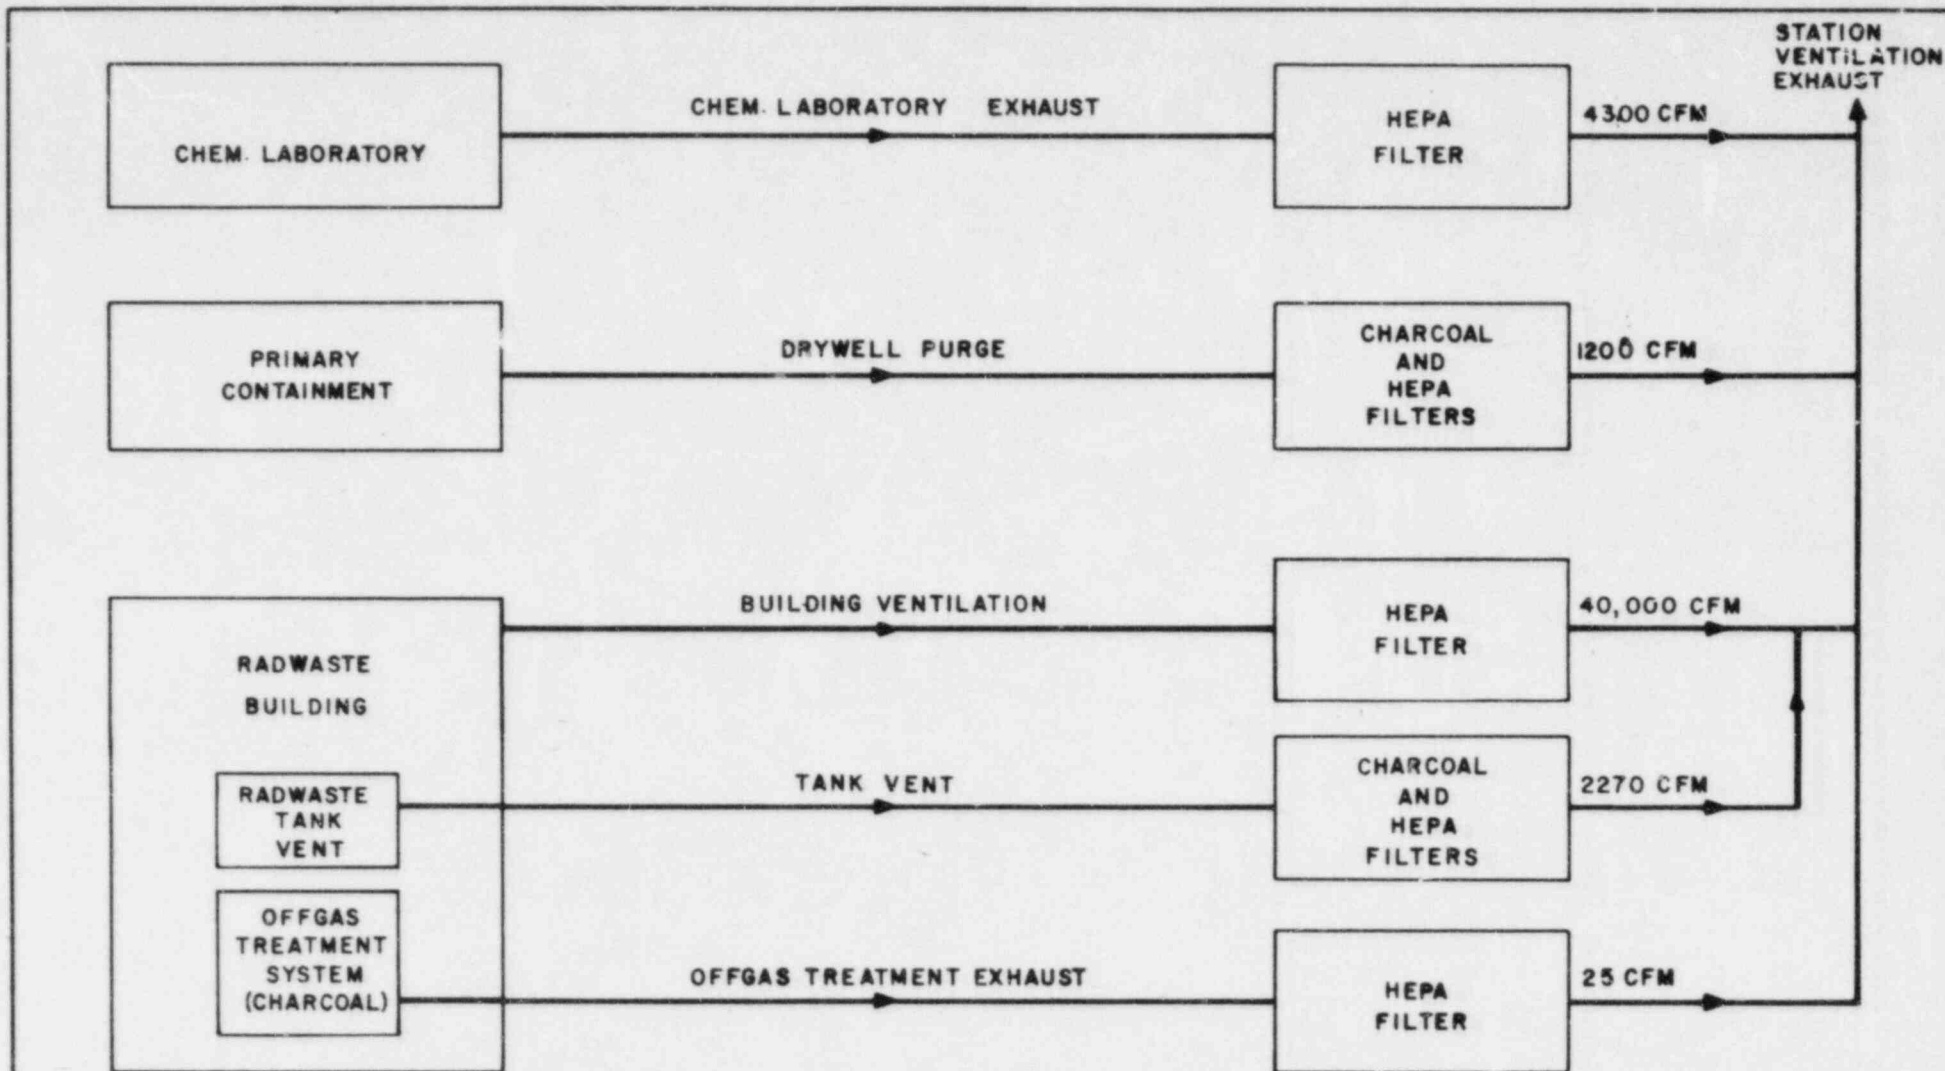 STATION
VENTILATION
EXHAUST
CHEM. LABORATORY
CHEM. LABORATORY EXHAUST
HEPA
FILTER
4300 CFM
PRIMARY
CONTAINMENT
DRYWELL PURGE
CHARCOAL
AND
HEPA
FILTERS
1200 CFM
RADWASTE
BUILDING
BUILDING VENTILATION
HEPA
FILTER
40,000 CFM
RADWASTE
TANK
VENT
TANK VENT
CHARCOAL
AND
HEPA
FILTERS
2270 CFM
OFFGAS
TREATMENT
SYSTEM
(CHARCOAL)
OFFGAS TREATMENT EXHAUST
HEPA
FILTER
25 CFM